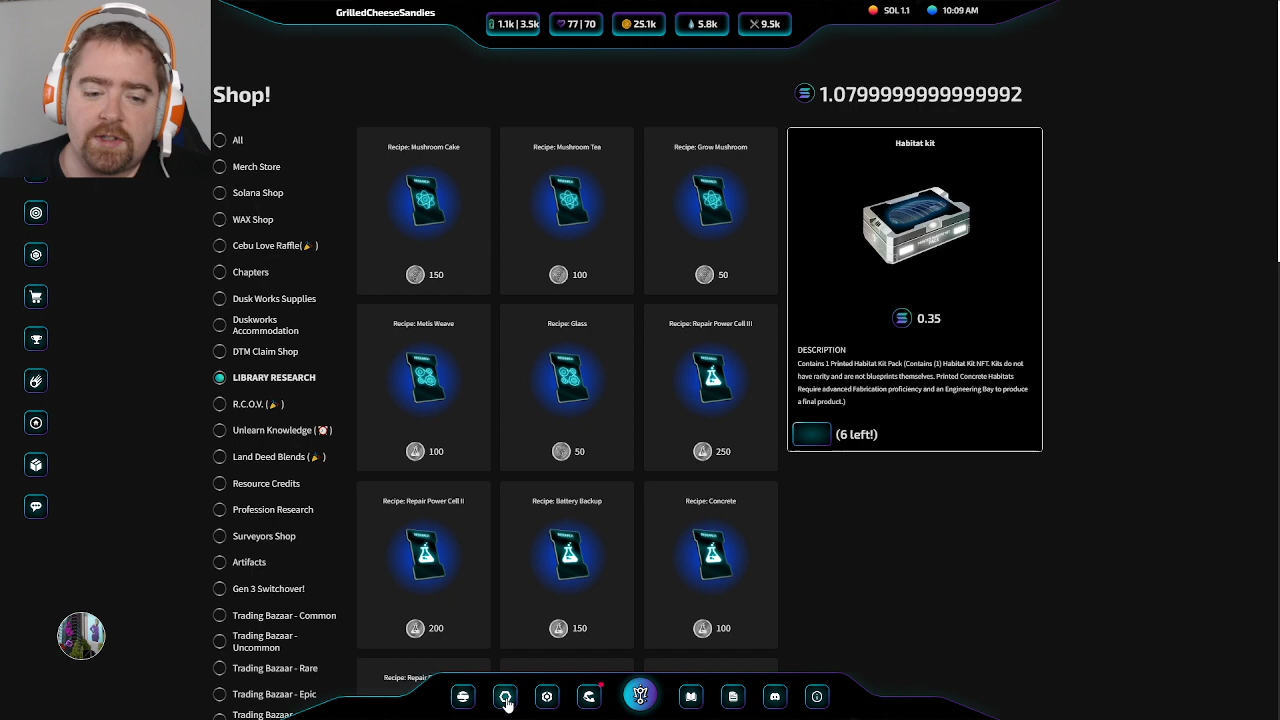 GrilledCheeseSandies
1.1k|3.5k
77|70
25.1k
5.8k
9.5k
SOL 1.1
10:09 AM
Shop!
1.0799999999999992
All
Merch Store
Solana Shop
WAX Shop
Cebu Love Raffle(🎉)
Chapters
Dusk Works Supplies
Duskworks
Accommodation
DTM Claim Shop
LIBRARY RESEARCH
R.C.O.V. (🎉)
Unlearn Knowledge (⏰)
Land Deed Blends (🎉)
Resource Credits
Profession Research
Surveyors Shop
Artifacts
Gen 3 Switchover!
Trading Bazaar - Common
Trading Bazaar -
Uncommon
Trading Bazaar - Rare
Trading Bazaar - Epic
Trading Bazaar -
Recipe: Mushroom Cake
150
Recipe: Mushroom Tea
100
Recipe: Grow Mushroom
50
Recipe: Metis Weave
100
Recipe: Glass
50
Recipe: Repair Power Cell III
250
Recipe: Repair Power Cell II
200
Recipe: Battery Backup
150
Recipe: Concrete
100
Habitat kit
0.35
DESCRIPTION
Contains 1 Printed Habitat Kit Pack (Contains (1) Habitat Kit NFT. Kits do not
have rarity and are not blueprints themselves. Printed Concrete Habitats
Require advanced Fabrication proficiency and an Engineering Bay to produce
a final product.)
(6 left!)